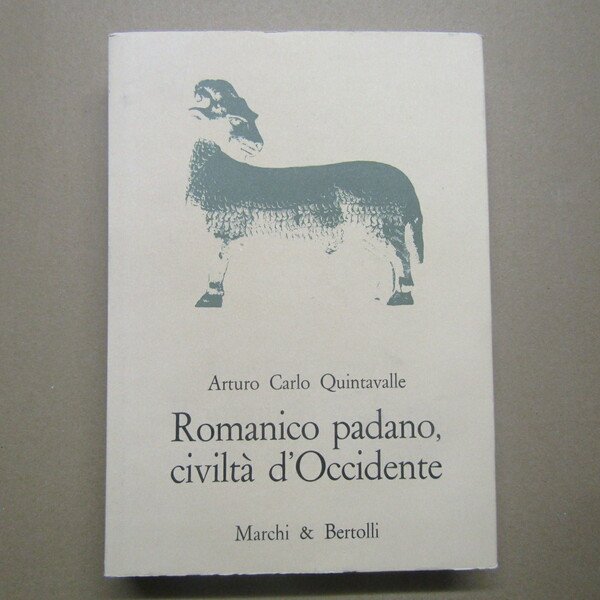 Arturo Carlo Quintavalle
Romanico padano,
civiltà d'Occidente
Marchi & Bertolli